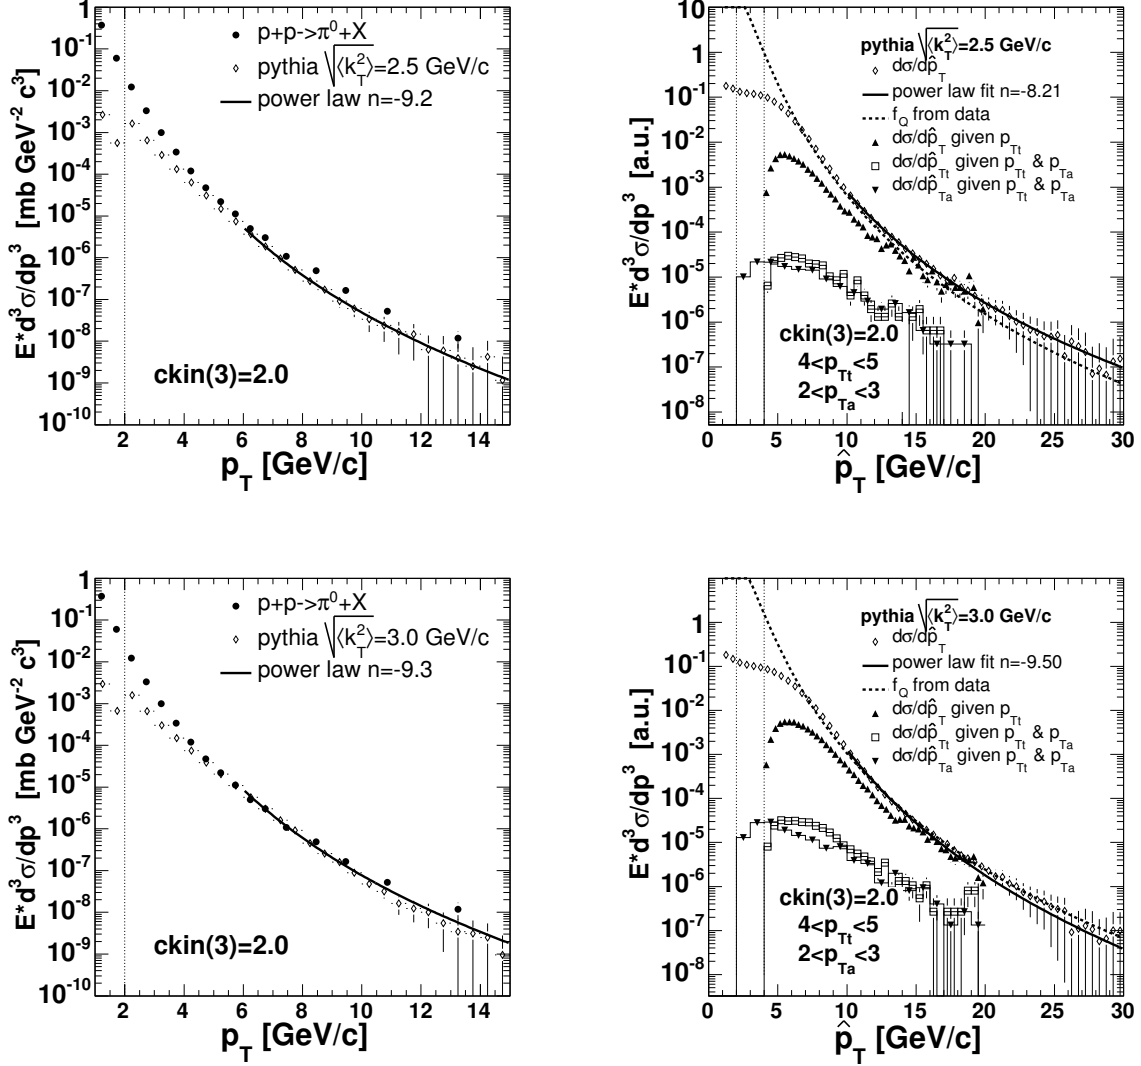 1
10⁻¹
10⁻²
10⁻³
10⁻⁴
10⁻⁵
10⁻⁶
10⁻⁷
10⁻⁸
10⁻⁹
10⁻¹⁰
E*d³σ/dp³ [mb GeV⁻² c³]
p+p->π⁰+X
pythia √⟨k_T²⟩=2.5 GeV/c
power law n=-9.2
ckin(3)=2.0
2 4 6 8 10 12 14
p_T [GeV/c]
10
1
10⁻¹
10⁻²
10⁻³
10⁻⁴
10⁻⁵
10⁻⁶
10⁻⁷
10⁻⁸
E*d³σ/dp³ [a.u.]
pythia √⟨k_T²⟩=2.5 GeV/c
dσ/dp̂_T
power law fit n=-8.21
f_Q from data
dσ/dp̂_T given p_Tt
dσ/dp̂_Tt given p_Tt & p_Ta
dσ/dp̂_Ta given p_Tt & p_Ta
ckin(3)=2.0
4<p_Tt<5
2<p_Ta<3
0 5 10 15 20 25 30
p̂_T [GeV/c]
1
10⁻¹
10⁻²
10⁻³
10⁻⁴
10⁻⁵
10⁻⁶
10⁻⁷
10⁻⁸
10⁻⁹
10⁻¹⁰
E*d³σ/dp³ [mb GeV⁻² c³]
p+p->π⁰+X
pythia √⟨k_T²⟩=3.0 GeV/c
power law n=-9.3
ckin(3)=2.0
2 4 6 8 10 12 14
p_T [GeV/c]
1
10⁻¹
10⁻²
10⁻³
10⁻⁴
10⁻⁵
10⁻⁶
10⁻⁷
10⁻⁸
E*d³σ/dp³ [a.u.]
pythia √⟨k_T²⟩=3.0 GeV/c
dσ/dp̂_T
power law fit n=-9.50
f_Q from data
dσ/dp̂_T given p_Tt
dσ/dp̂_Tt given p_Tt & p_Ta
dσ/dp̂_Ta given p_Tt & p_Ta
ckin(3)=2.0
4<p_Tt<5
2<p_Ta<3
0 5 10 15 20 25 30
p̂_T [GeV/c]